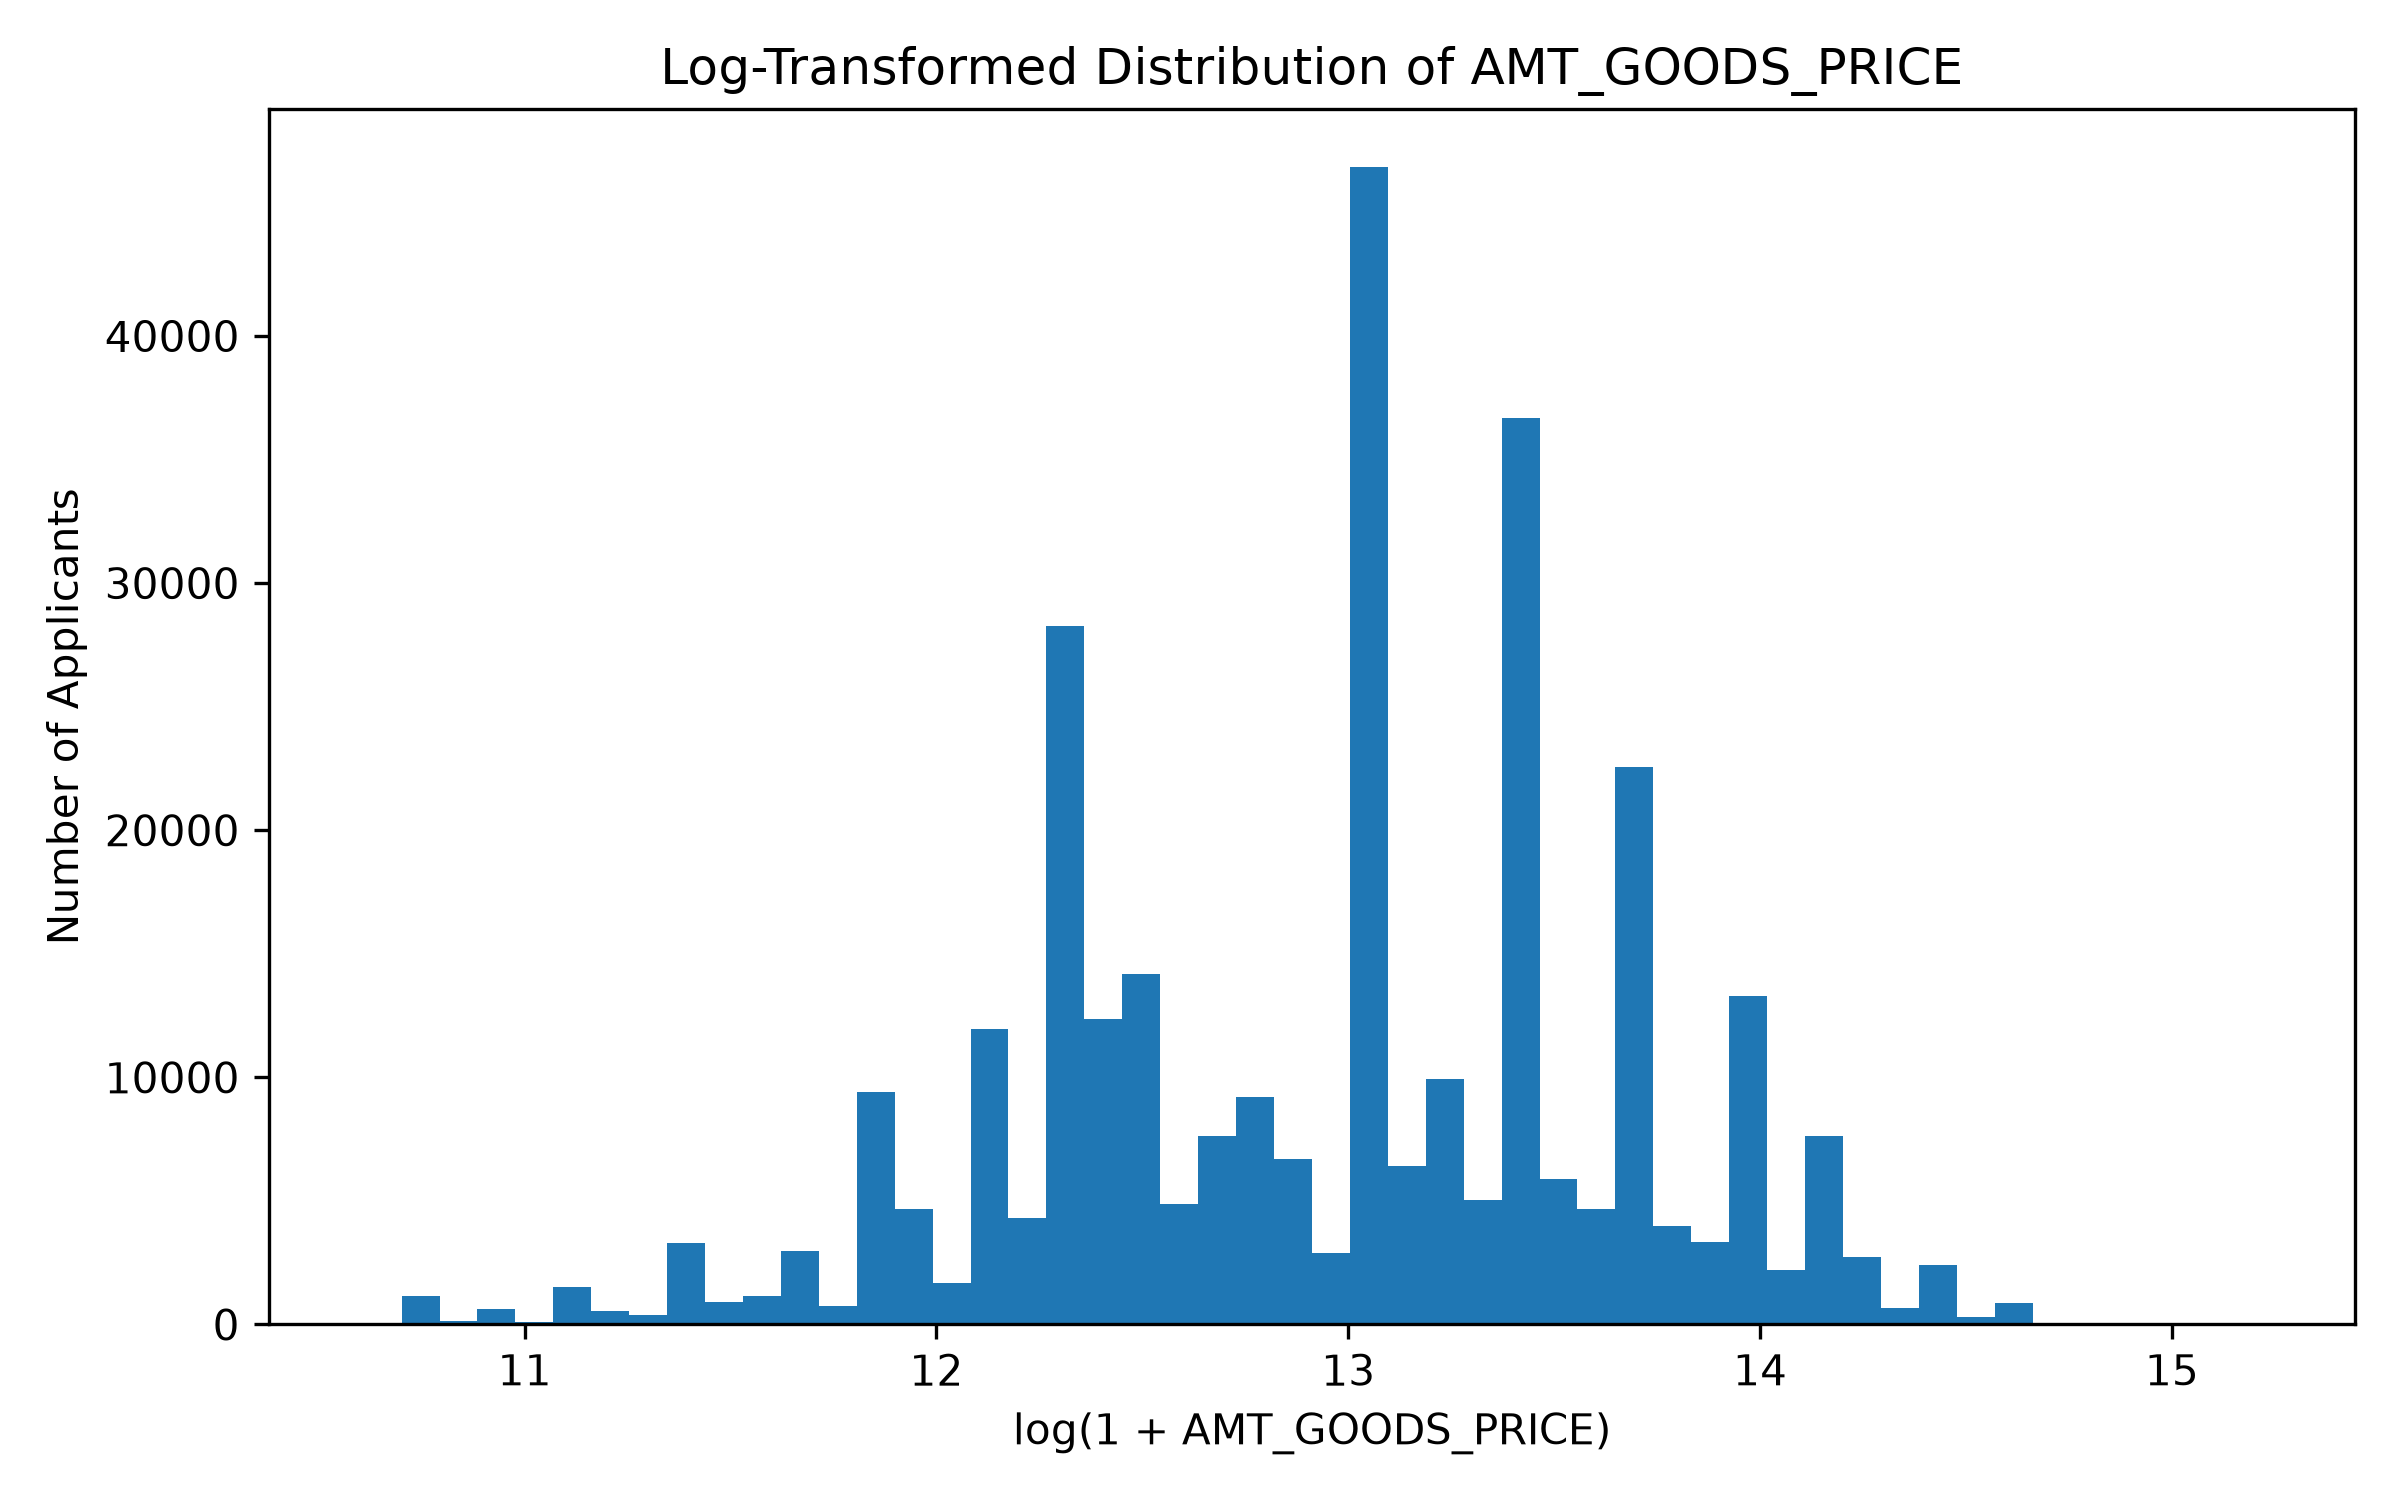 Log-Transformed Distribution of AMT_GOODS_PRICE
Number of Applicants
40000
30000
20000
10000
0
11 12 13 14 15
log(1 + AMT_GOODS_PRICE)